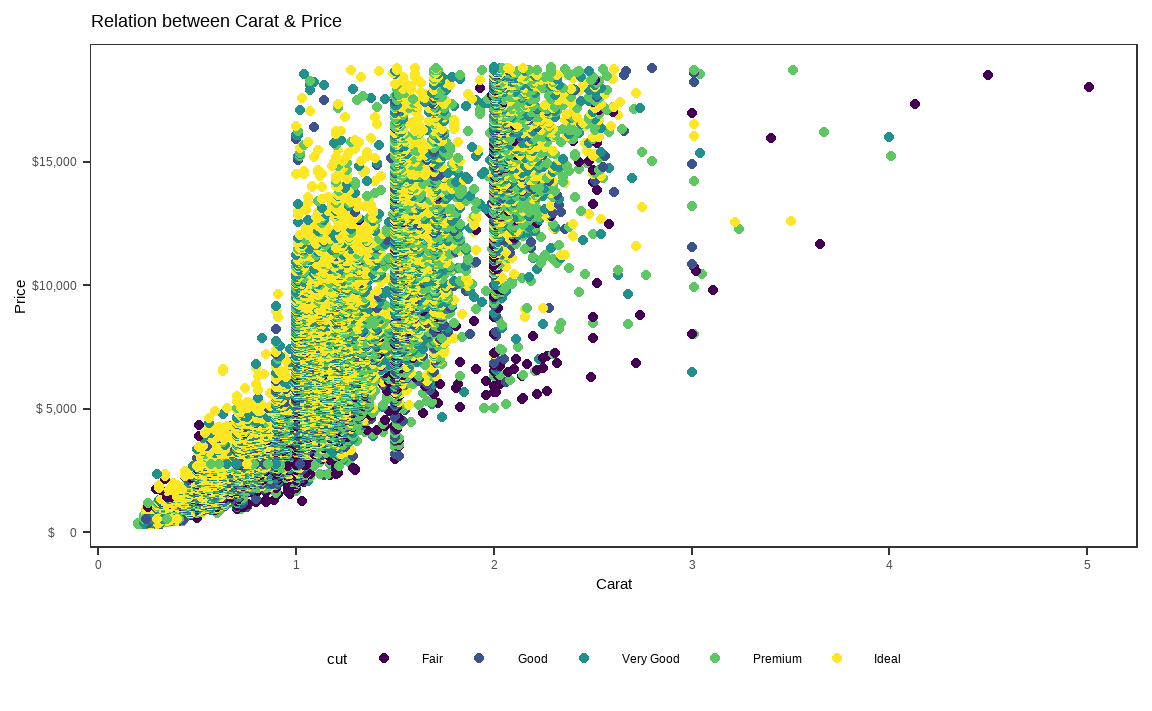 Relation between Carat & Price
Price
$15,000
$10,000
$ 5,000
$ 0
0 1 2 3 4 5
Carat
cut Fair Good Very Good Premium Ideal